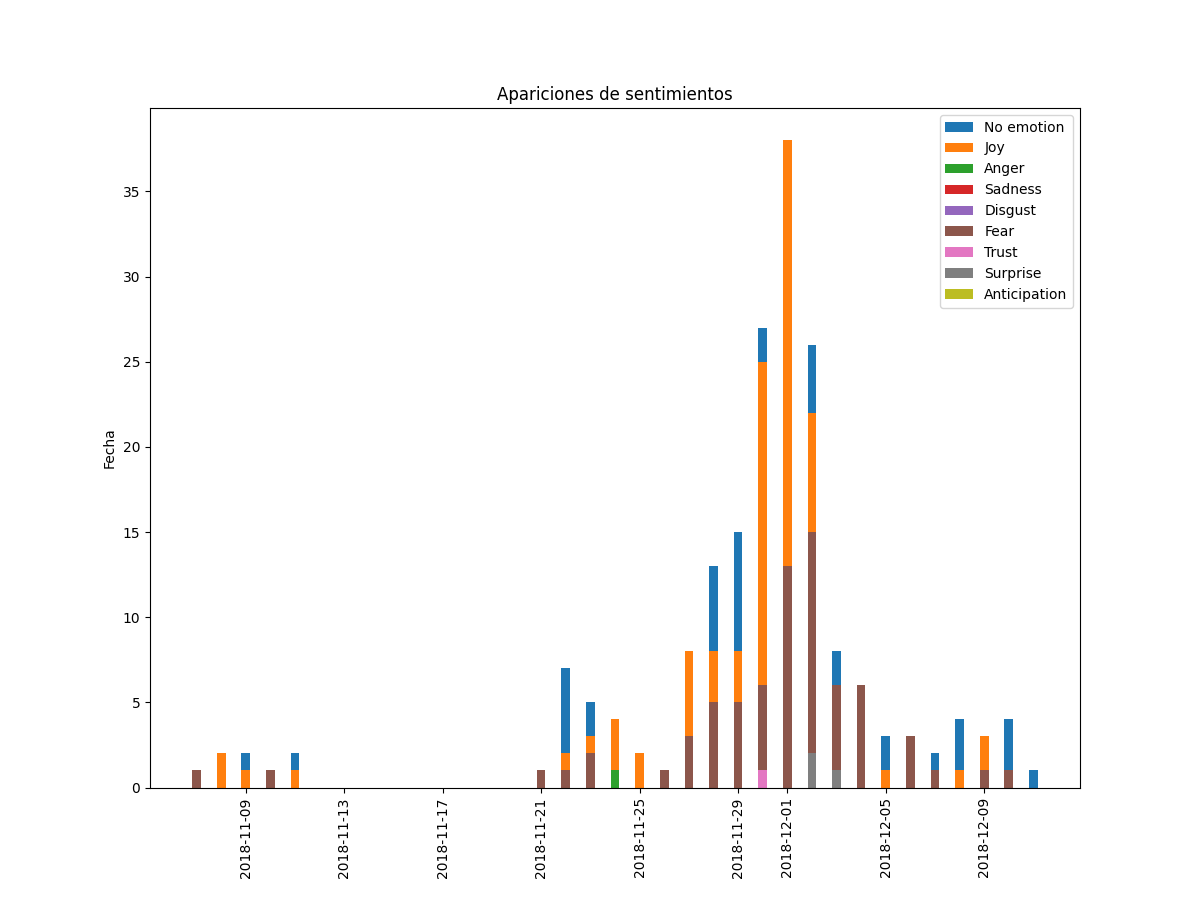 Apariciones de sentimientos
No emotion
Joy
Anger
Sadness
Disgust
Fear
Trust
Surprise
Anticipation
Fecha
35
30
25
20
15
10
5
0
2018-11-09
2018-11-13
2018-11-17
2018-11-21
2018-11-25
2018-11-29
2018-12-01
2018-12-05
2018-12-09